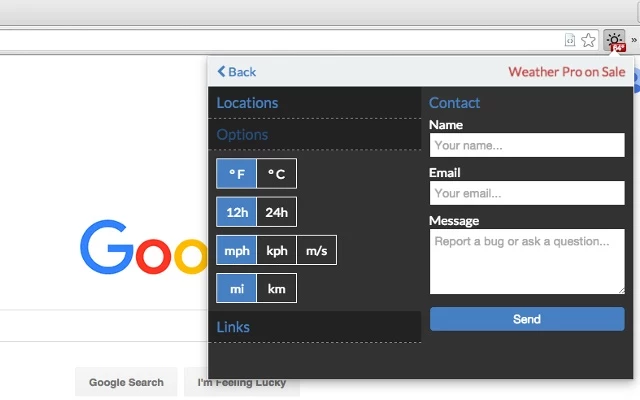 64°
»
Back
Weather Pro on Sale
Locations
Options
° F
° C
12h
24h
mph
kph
m/s
mi
km
Links
Contact
Name
Your name...
Email
Your email...
Message
Report a bug or ask a question...
Send
Goo
Google Search
I'm Feeling Lucky